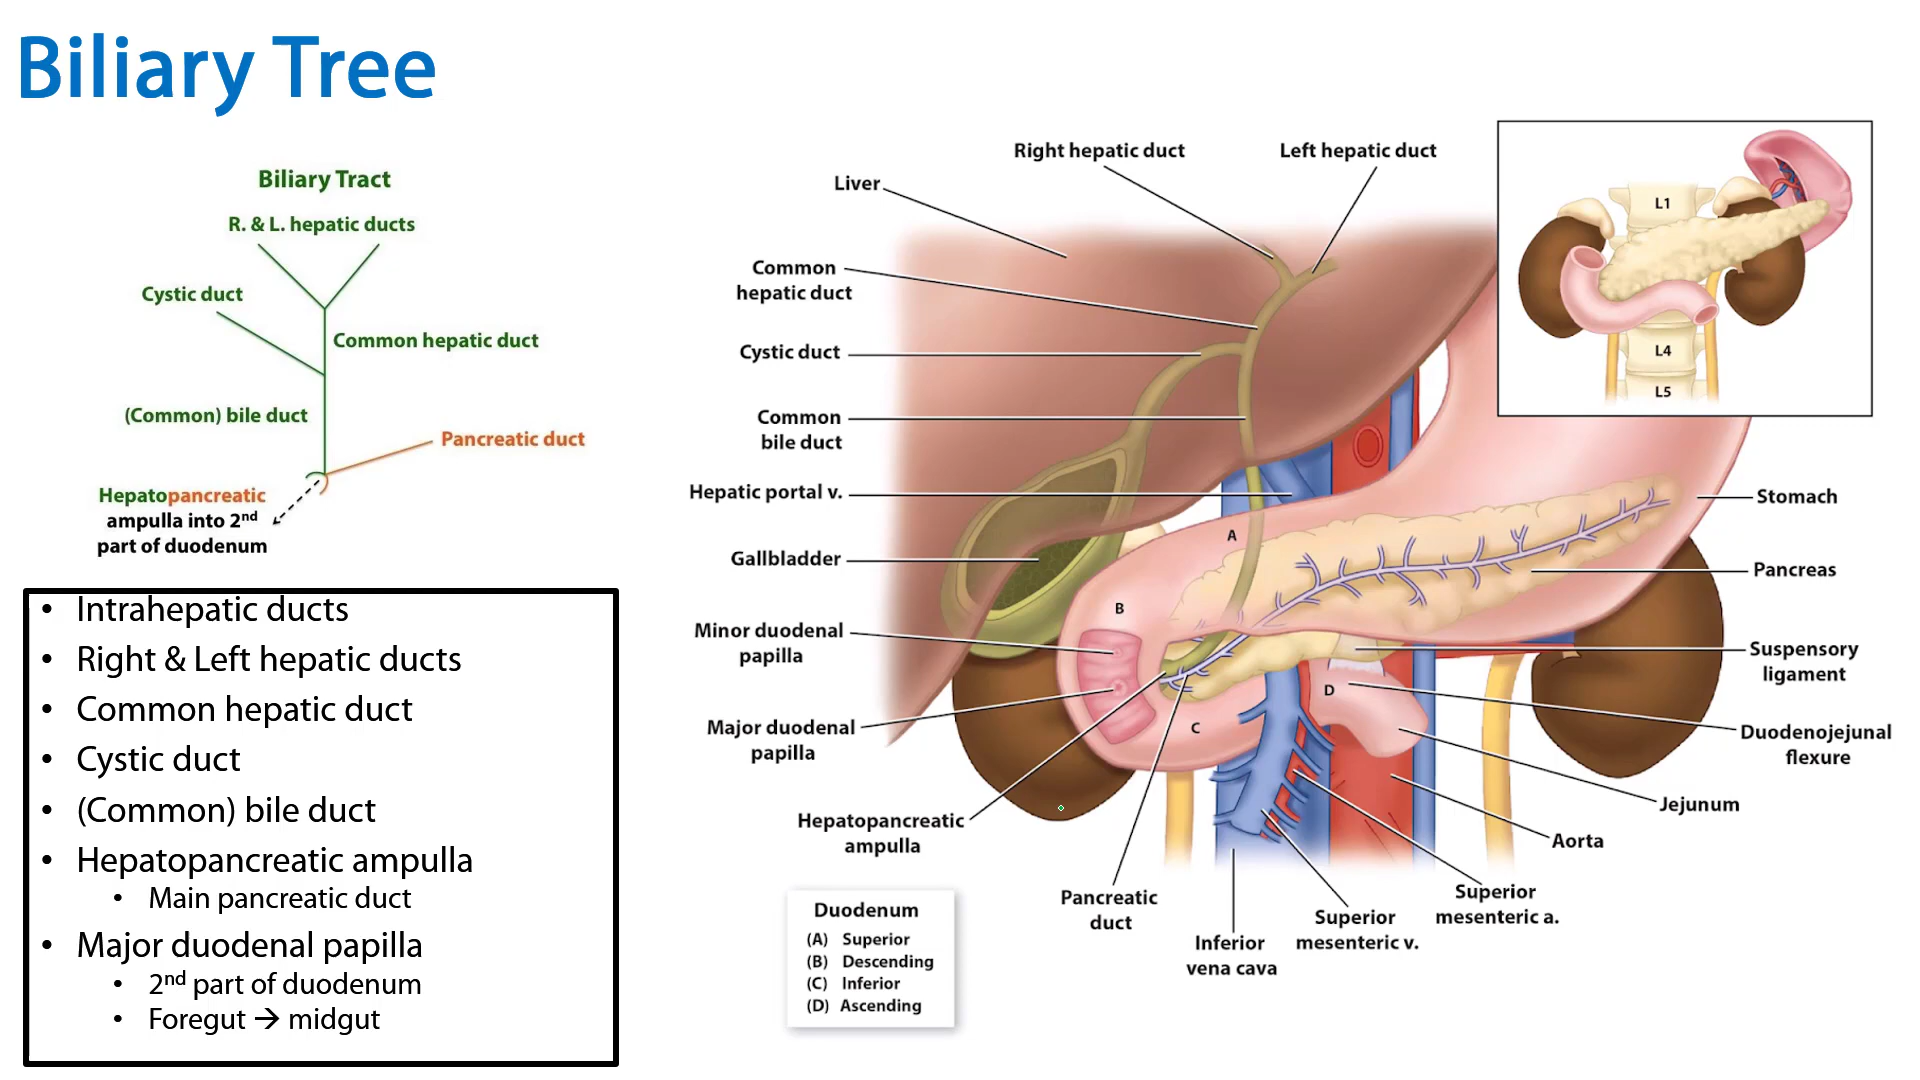 Biliary Tree
Biliary Tract
R. & L. hepatic ducts
Cystic duct
Common hepatic duct
(Common) bile duct
Pancreatic duct
Hepatopancreatic
ampulla into 2nd
part of duodenum
• Intrahepatic ducts
• Right & Left hepatic ducts
• Common hepatic duct
• Cystic duct
• (Common) bile duct
• Hepatopancreatic ampulla
• Main pancreatic duct
• Major duodenal papilla
• 2nd part of duodenum
• Foregut → midgut
Right hepatic duct
Left hepatic duct
Liver
Common
hepatic duct
Cystic duct
Common
bile duct
Hepatic portal v.
Gallbladder
Minor duodenal
papilla
Major duodenal
papilla
Hepatopancreatic
ampulla
Pancreatic
duct
Inferior
vena cava
Superior
mesenteric v.
Superior
mesenteric a.
Aorta
Jejunum
Duodenojejunal
flexure
Suspensory
ligament
Pancreas
Stomach
A
B
C
D
L1
L4
L5
Duodenum
(A) Superior
(B) Descending
(C) Inferior
(D) Ascending